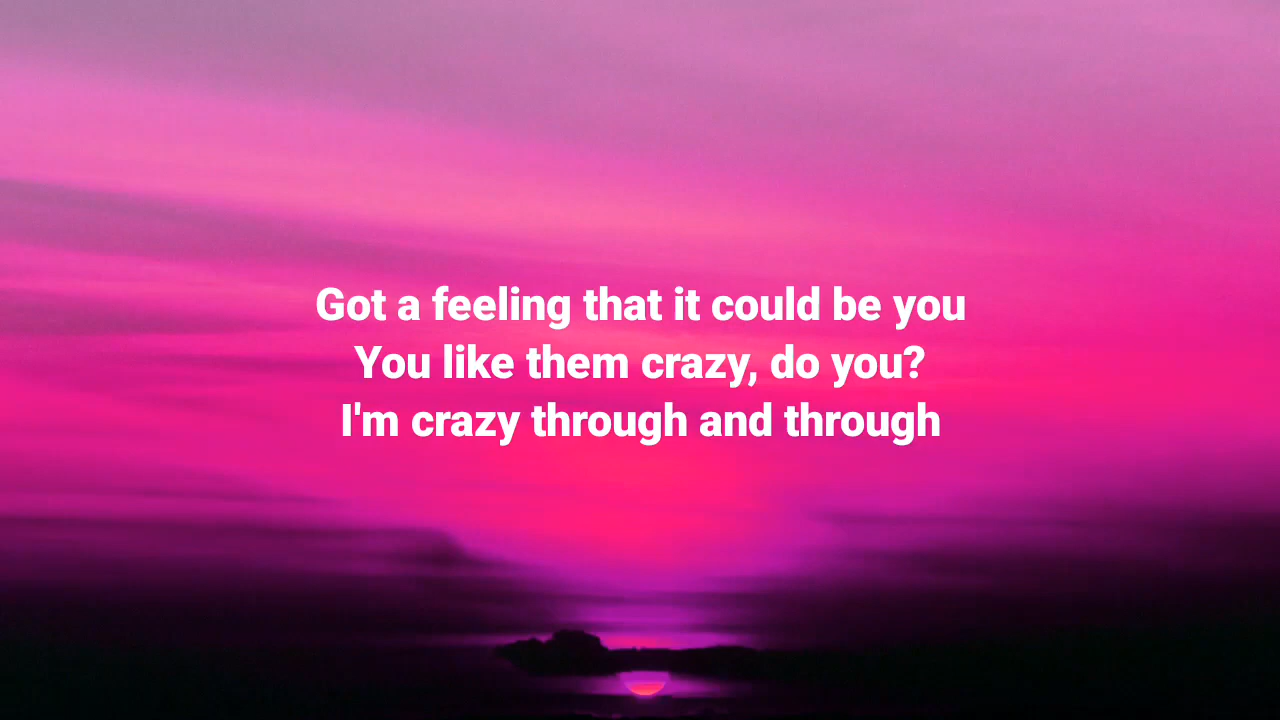 Got a feeling that it could be you
You like them crazy, do you?
I'm crazy through and through